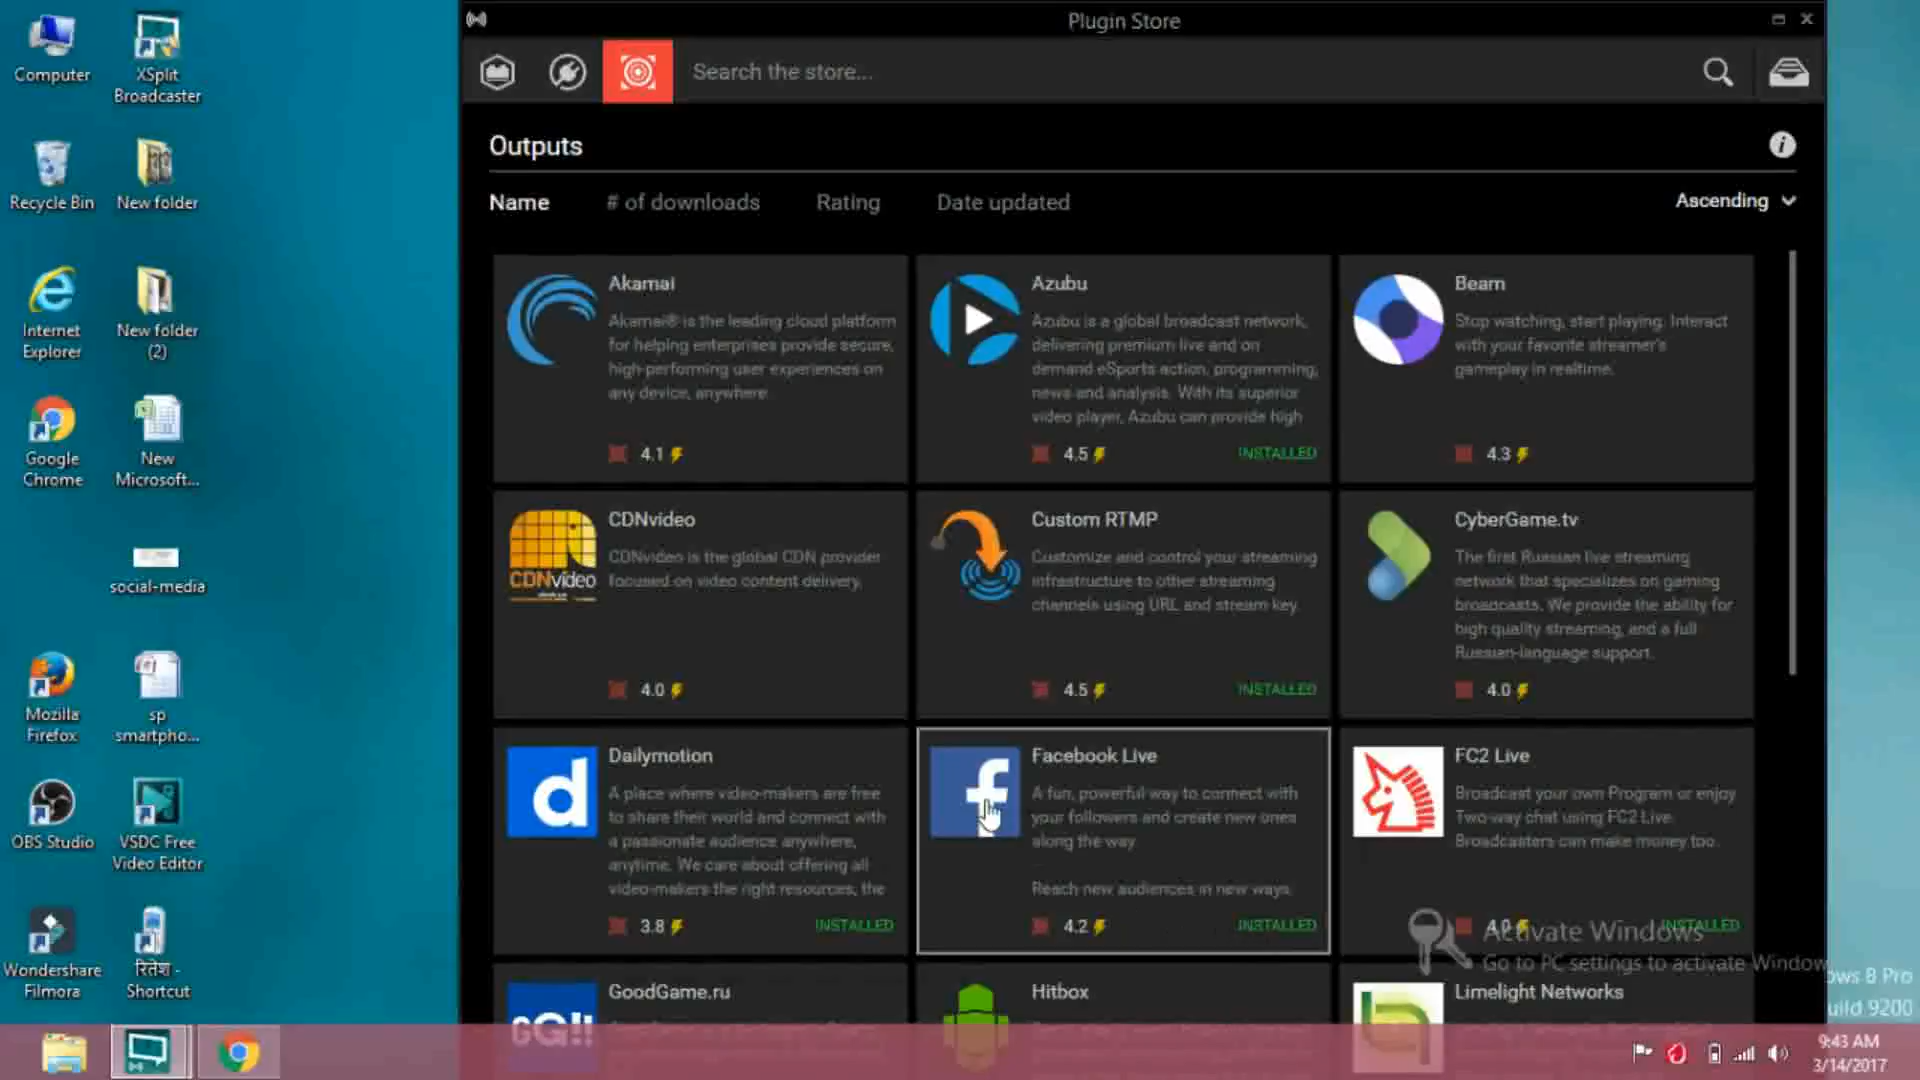 Computer
XSplit
Broadcaster
Recycle Bin
New folder
Internet
Explorer
New folder
(2)
Google
Chrome
New
Microsoft...
social-media
Mozilla
Firefox
sp
smartpho...
OBS Studio
VSDC Free
Video Editor
Wondershare
Filmora
रितेश -
Shortcut
Plugin Store
Search the store...
Outputs
Name # of downloads Rating Date updated Ascending
Akamai
Akamai® is the leading cloud platform
for helping enterprises provide secure,
high-performing user experiences on
any device, anywhere.
4.1
Azubu
Azubu is a global broadcast network,
delivering premium live and on
demand eSports action, programming,
news and analysis. With its superior
video player, Azubu can provide high
4.5 INSTALLED
Beam
Stop watching, start playing. Interact
with your favorite streamer's
gameplay in realtime.
4.3
CDNvideo
CDNvideo
CDNvideo is the global CDN provider
focused on video content delivery.
4.0
Custom RTMP
Customize and control your streaming
infrastructure to other streaming
channels using URL and stream key.
4.5 INSTALLED
CyberGame.tv
The first Russian live streaming
network that specializes on gaming
broadcasts. We provide the ability for
high quality streaming, and a full
Russian-language support.
4.0
d
Dailymotion
A place where video-makers are free
to share their world and connect with
a passionate audience anywhere,
anytime. We care about offering all
video-makers the right resources, the
3.8 INSTALLED
f
Facebook Live
A fun, powerful way to connect with
your followers and create new ones
along the way.
Reach new audiences in new ways.
4.2 INSTALLED
FC2 Live
Broadcast your own Program or enjoy
Two-way chat using FC2 Live.
Broadcasters can make money too.
4.0 INSTALLED
Activate Windows
Go to PC settings to activate Window
ows 8 Pro
uild 9200
GoodGame.ru
gG!!
Hitbox
Limelight Networks
9:43 AM
3/14/2017